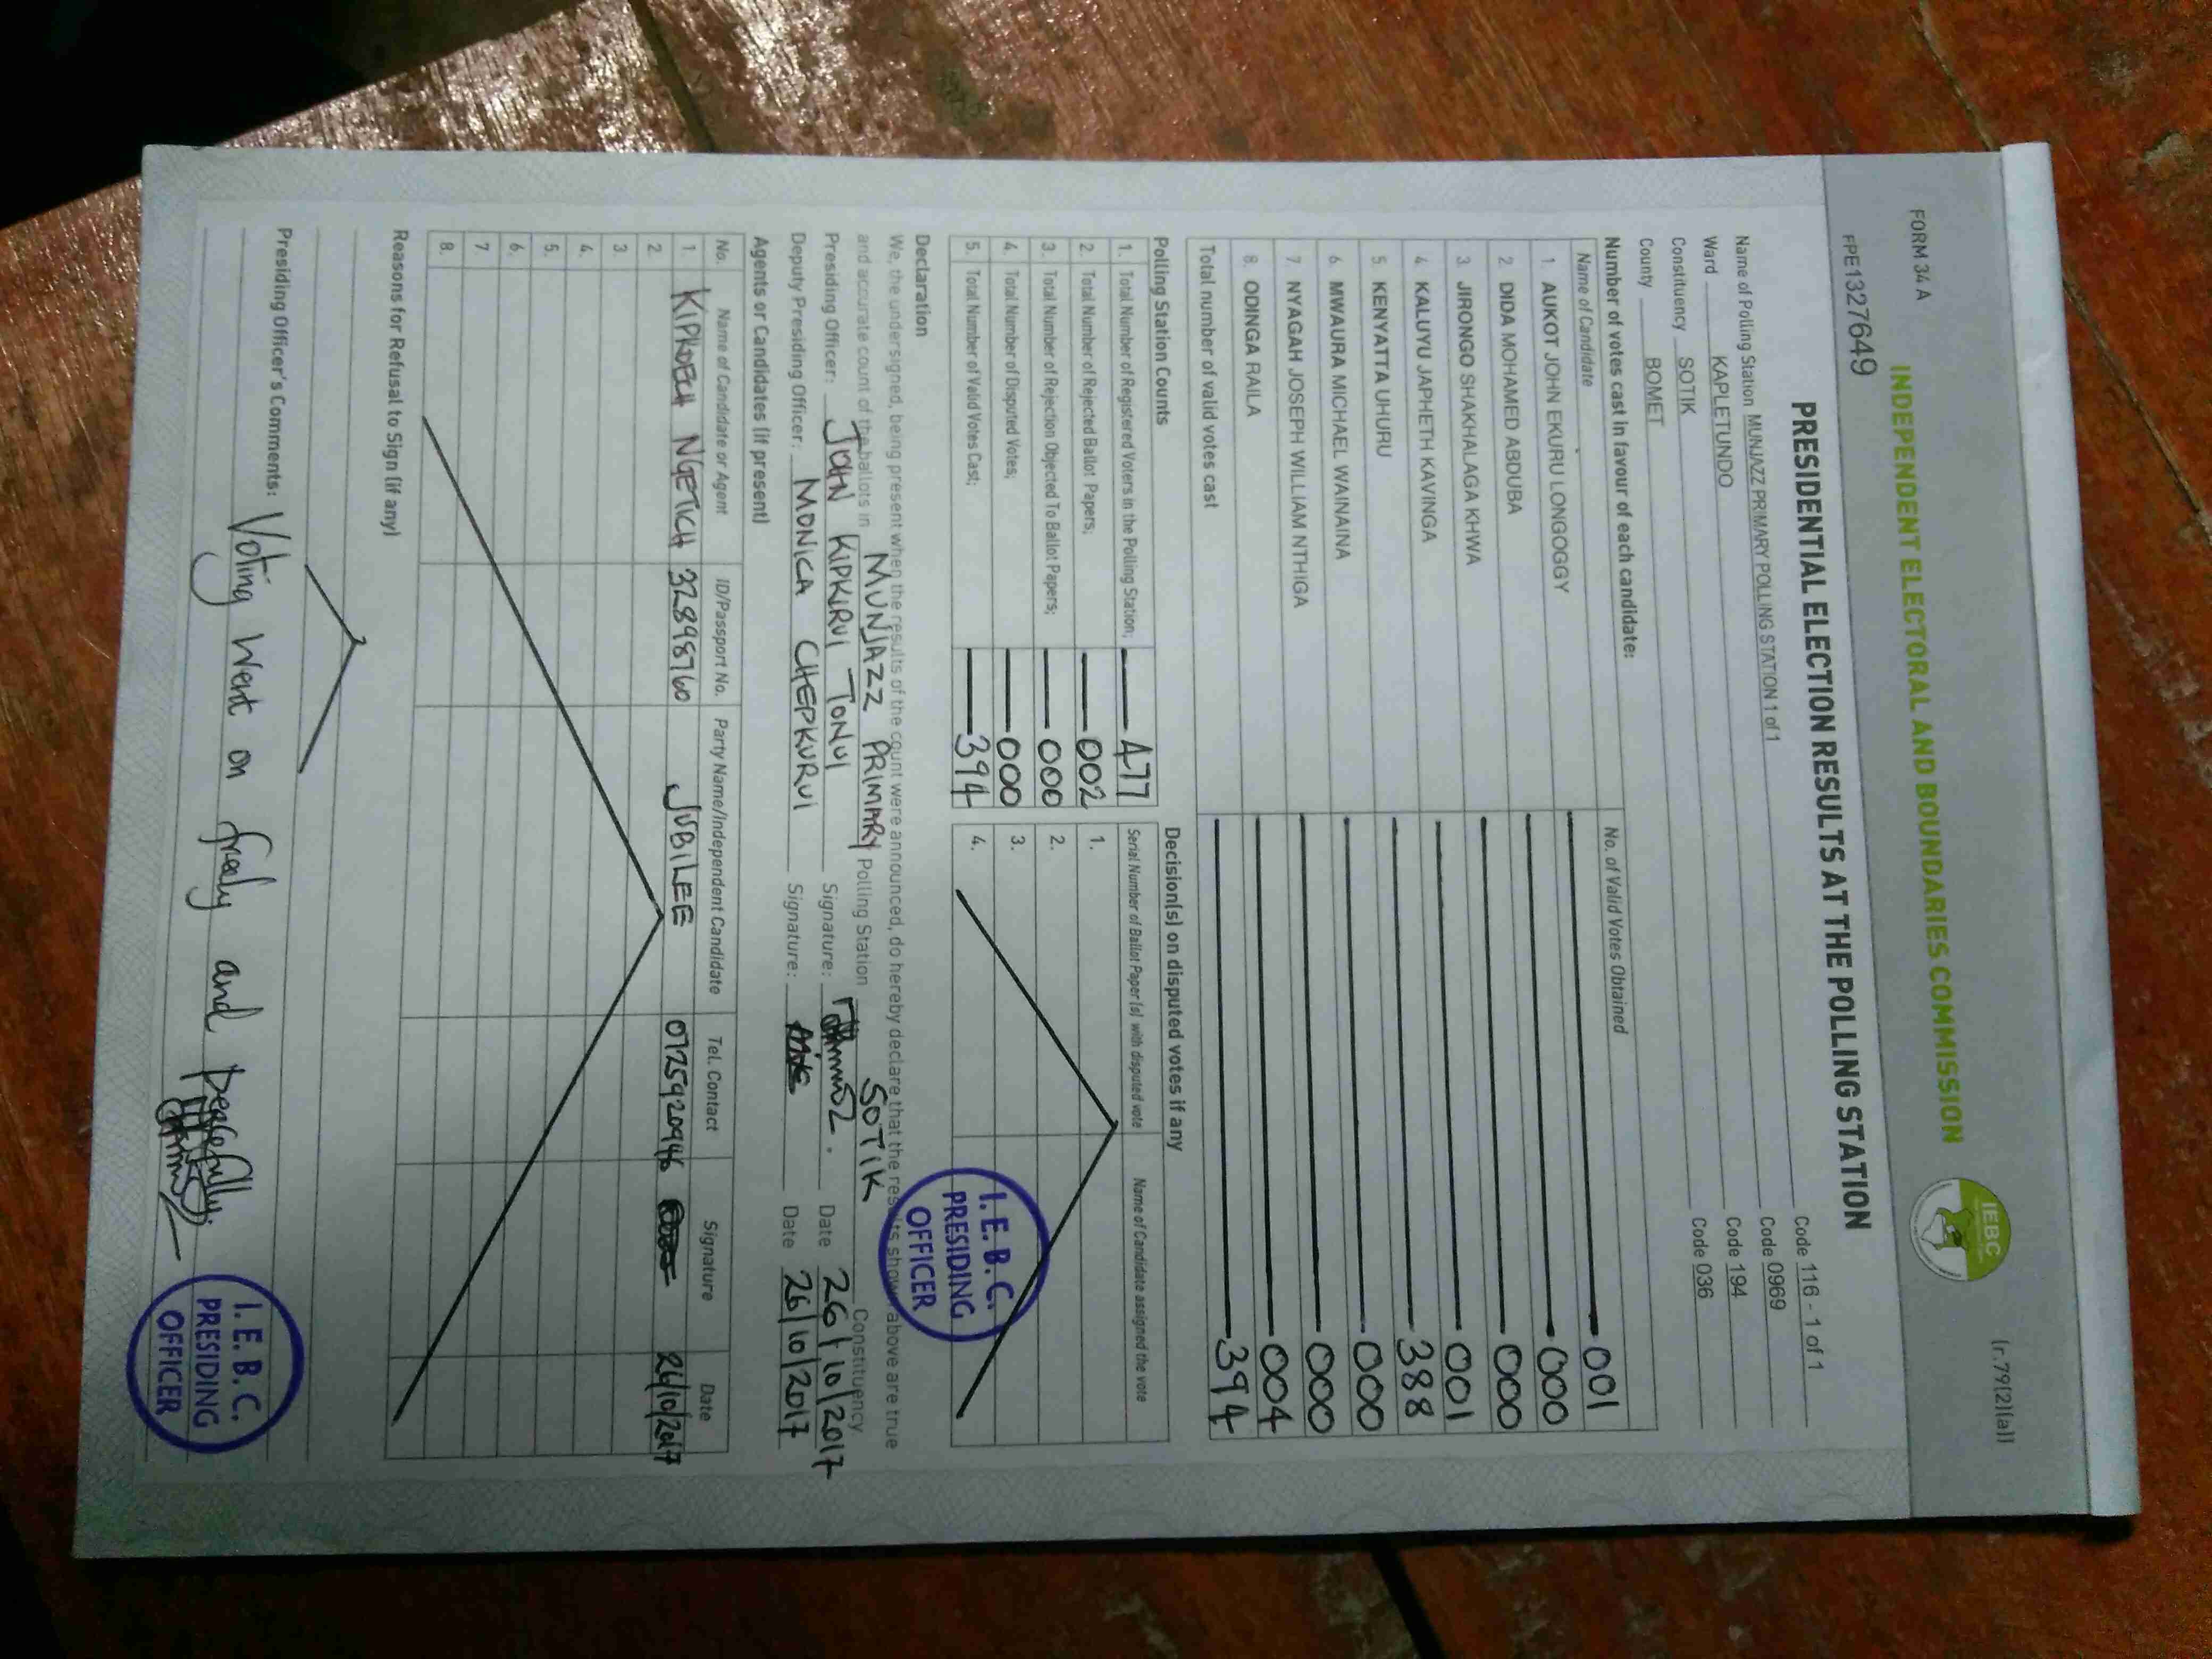 FORM 34 A
(r.79(2)(a))
INDEPENDENT ELECTORAL AND BOUNDARIES COMMISSION
IEBC
FPE1327649
PRESIDENTIAL ELECTION RESULTS AT THE POLLING STATION
Name of Polling Station MUNJAZZ PRIMARY POLLING STATION 1 of 1 Code 116 - 1 of 1
Ward KAPLETUNDO Code 0969
Constituency SOTIK Code 194
County BOMET Code 036
Number of votes cast in favour of each candidate:
Name of Candidate No. of Valid Votes Obtained
1. AUKOT JOHN EKURU LONGOGGY 001
2. DIDA MOHAMED ABDUBA 000
3. JIRONGO SHAKHALAGA KHWA 000
4. KALUYU JAPHETH KAVINGA 001
5. KENYATTA UHURU 388
6. MWAURA MICHAEL WAINAINA 000
7. NYAGAH JOSEPH WILLIAM NTHIGA 000
8. ODINGA RAILA 004
Total number of valid votes cast 394
Polling Station Counts
1. Total Number of Registered Voters in the Polling Station; 477
2. Total Number of Rejected Ballot Papers; 002
3. Total Number of Rejection Objected To Ballot Papers; 000
4. Total Number of Disputed Votes; 000
5. Total Number of Valid Votes Cast; 394
Decision(s) on disputed votes if any
Serial Number of Ballot Paper(s) with disputed vote Name of Candidate assigned the vote
1.
2.
3.
4.
I. E. B. C.
PRESIDING
OFFICER
Declaration
We, the undersigned, being present when the results of the count were announced, do hereby declare that the results shown above are true
and accurate count of the ballots in MUNJAZZ PRIMARY Polling Station SOTIK Constituency
Presiding Officer: JOHN KIPKIRUI TONUI Signature: Date 26/10/2017
Deputy Presiding Officer: MONICA CHEPKURUI Signature: Date 26/10/2017
Agents or Candidates (if present)
No. Name of Candidate or Agent ID/Passport No. Party Name/Independent Candidate Tel. Contact Signature Date
1. KIPKOECH NGETICH 32898760 JUBILEE 0725920946 26/10/2017
2.
3.
4.
5.
6.
7.
8.
Reasons for Refusal to Sign (if any)
Presiding Officer's Comments: Voting went on freely and peacefully.
I. E. B. C.
PRESIDING
OFFICER